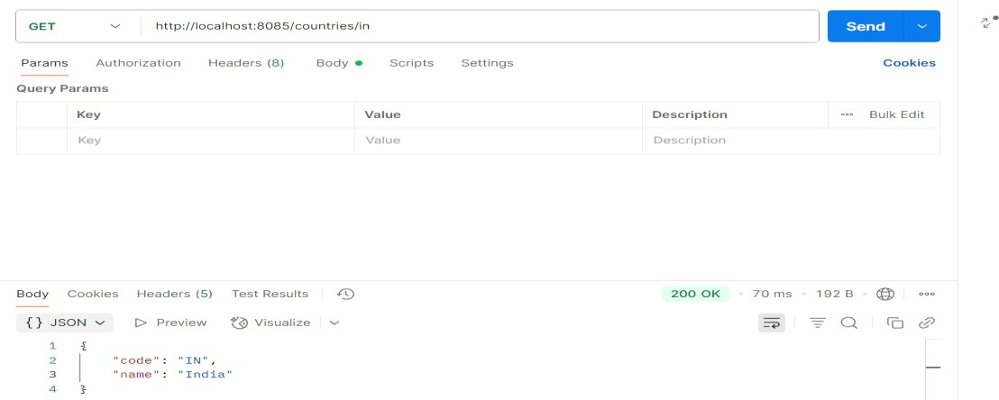 GET http://localhost:8085/countries/in Send
Params Authorization Headers (8) Body Scripts Settings Cookies
Query Params
Key Value Description Bulk Edit
Key Value Description
Body Cookies Headers (5) Test Results 200 OK 70 ms 192 B
{} JSON Preview Visualize
1 {
2 "code": "IN",
3 "name": "India"
4 }